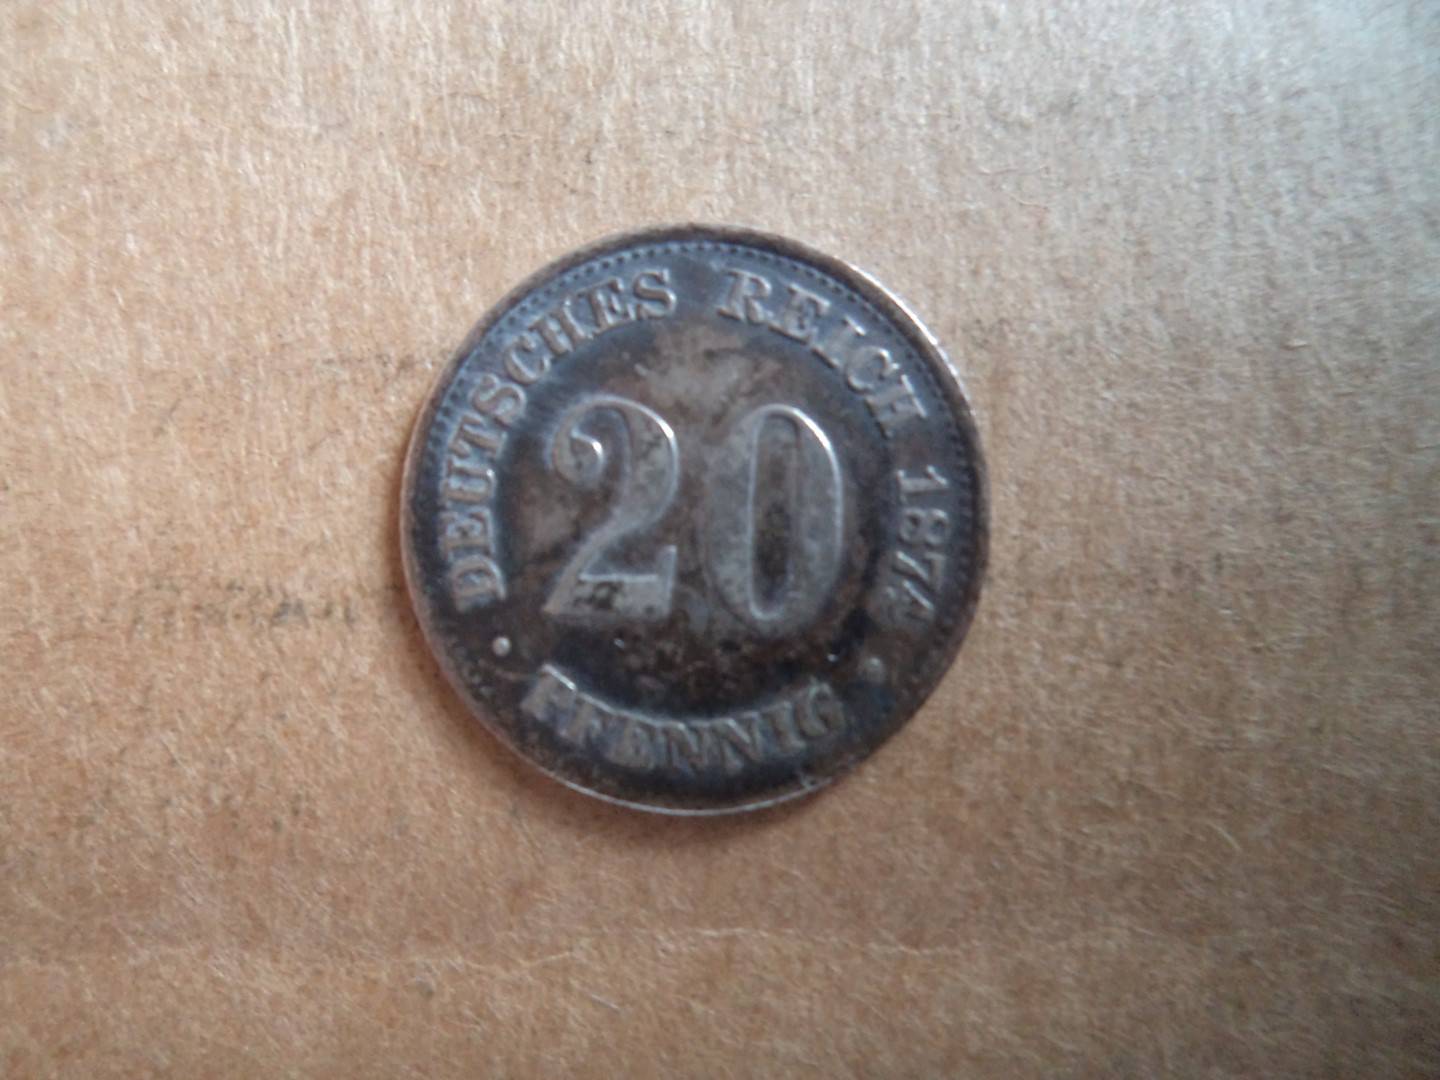 DEUTSCHES REICH 1874
20
PFENNIG